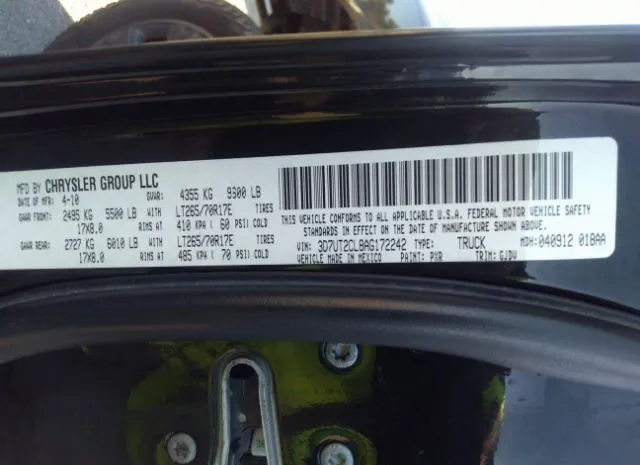 MFD BY CHRYSLER GROUP LLC
DATE OF MFR: 4-10 GVWR: 4355 KG 9600 LB
GAWR FRONT: 2495 KG 5500 LB WITH LT265/70R17E TIRES
17X8.0 RIMS AT 410 KPA ( 60 PSI) COLD
GAWR REAR: 2727 KG 6010 LB WITH LT265/70R17E TIRES
17X8.0 RIMS AT 485 KPA ( 70 PSI) COLD
THIS VEHICLE CONFORMS TO ALL APPLICABLE U.S.A. FEDERAL MOTOR VEHICLE SAFETY
STANDARDS IN EFFECT ON THE DATE OF MANUFACTURE SHOWN ABOVE.
VIN: 3D7UT2CL8AG172242 TYPE: TRUCK MDH:040912 018AA
VEHICLE MADE IN MEXICO PAINT: PXR TRIM: GJDV